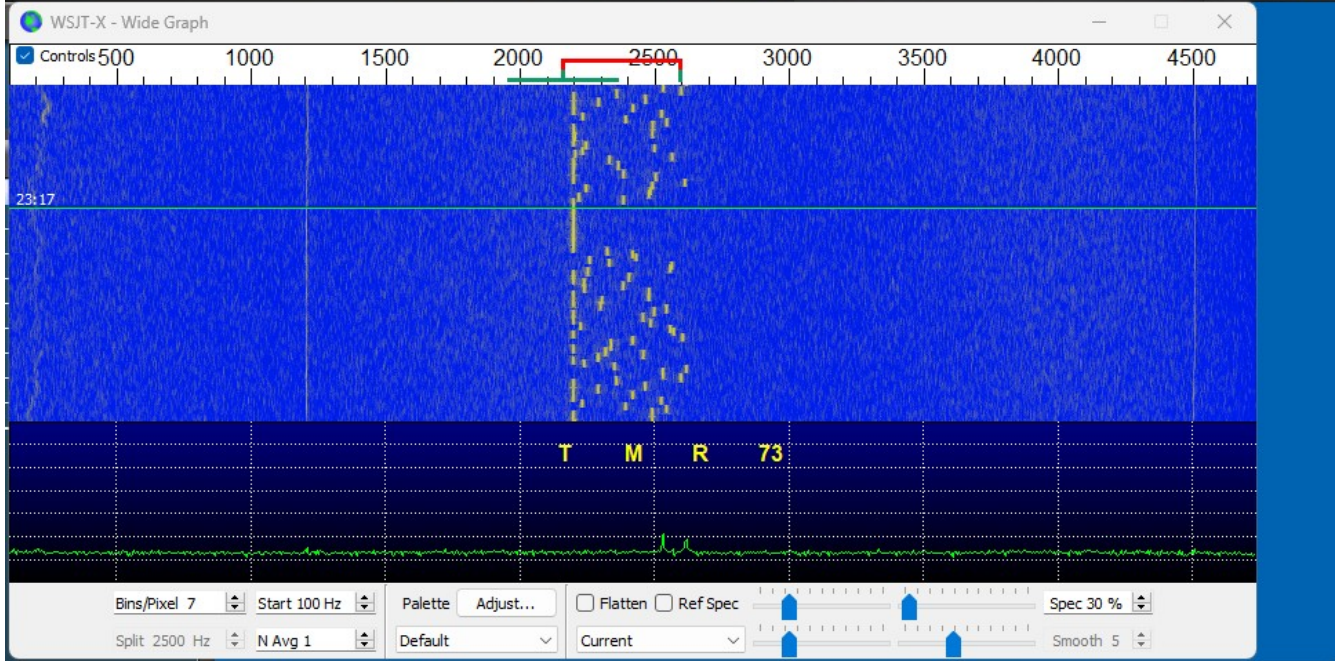 WSJT-X - Wide Graph
Controls 500 1000 1500 2000 2500 3000 3500 4000 4500
23:17
T M R 73
Bins/Pixel 7 Start 100 Hz Palette Adjust... Flatten Ref Spec Spec 30 %
Split 2500 Hz N Avg 1 Default Current Smooth 5